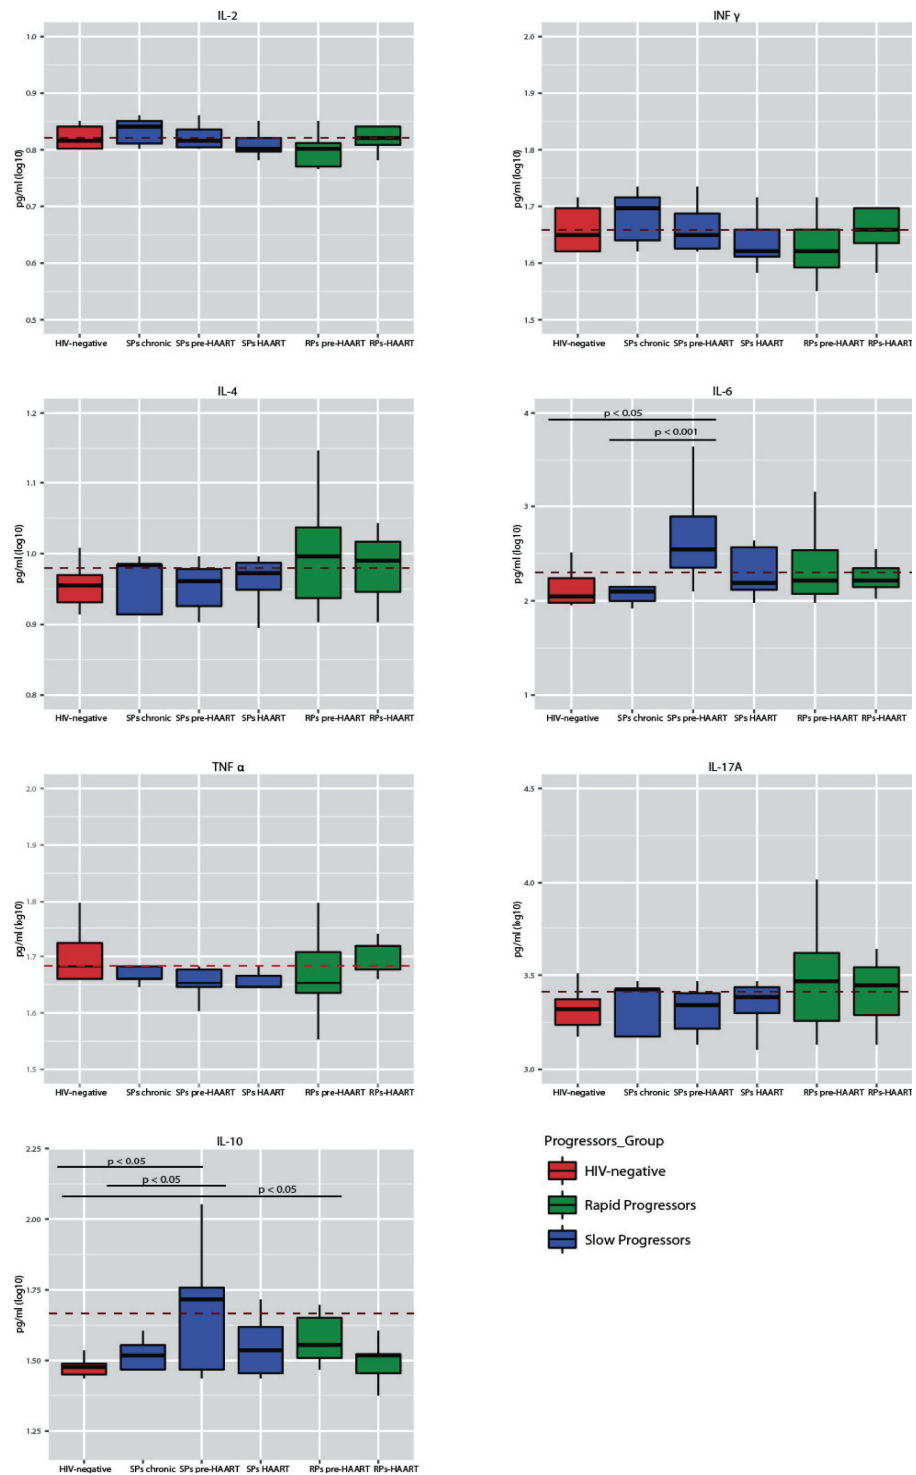 IL-2
1.0
0.9
0.8
0.7
0.6
0.5
pg/ml (log10)
HIV-negative SPs chronic SPs pre-HAART SPs HAART RPs pre-HAART RPs-HAART
INF γ
2.0
1.9
1.8
1.7
1.6
1.5
pg/ml (log10)
HIV-negative SPs chronic SPs pre-HAART SPs HAART RPs pre-HAART RPs-HAART
IL-4
1.2
1.1
1.0
0.9
0.8
pg/ml (log10)
HIV-negative SPs chronic SPs pre-HAART SPs HAART RPs pre-HAART RPs-HAART
IL-6
p < 0.05
p < 0.001
4
3
2
1
pg/ml (log10)
HIV-negative SPs chronic SPs pre-HAART SPs HAART RPs pre-HAART RPs-HAART
TNF α
2.0
1.9
1.8
1.7
1.6
1.5
pg/ml (log10)
HIV-negative SPs chronic SPs pre-HAART SPs HAART RPs pre-HAART RPs-HAART
IL-17A
4.5
4.0
3.5
3.0
pg/ml (log10)
HIV-negative SPs chronic SPs pre-HAART SPs HAART RPs pre-HAART RPs-HAART
IL-10
p < 0.05
p < 0.05
p < 0.05
2.25
2.00
1.75
1.50
1.25
pg/ml (log10)
HIV-negative SPs chronic SPs pre-HAART SPs HAART RPs pre-HAART RPs-HAART
Progressors_Group
HIV-negative
Rapid Progressors
Slow Progressors